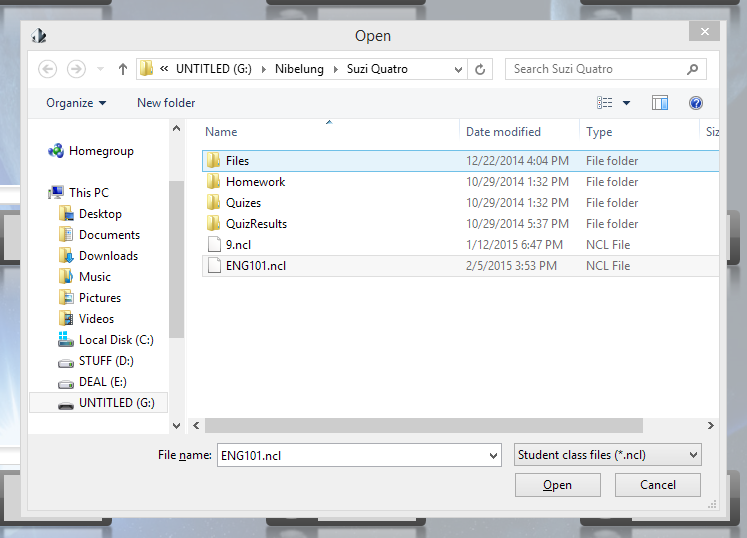 Open
« UNTITLED (G:) Nibelung Suzi Quatro Search Suzi Quatro
Organize New folder
Name Date modified Type Siz
Homegroup
This PC
Desktop
Documents
Downloads
Music
Pictures
Videos
Local Disk (C:)
STUFF (D:)
DEAL (E:)
UNTITLED (G:)
Files 12/22/2014 4:04 PM File folder
Homework 10/29/2014 1:32 PM File folder
Quizes 10/29/2014 1:32 PM File folder
QuizResults 10/29/2014 5:37 PM File folder
9.ncl 1/12/2015 6:47 PM NCL File
ENG101.ncl 2/5/2015 3:53 PM NCL File
File name: ENG101.ncl Student class files (*.ncl)
Open Cancel